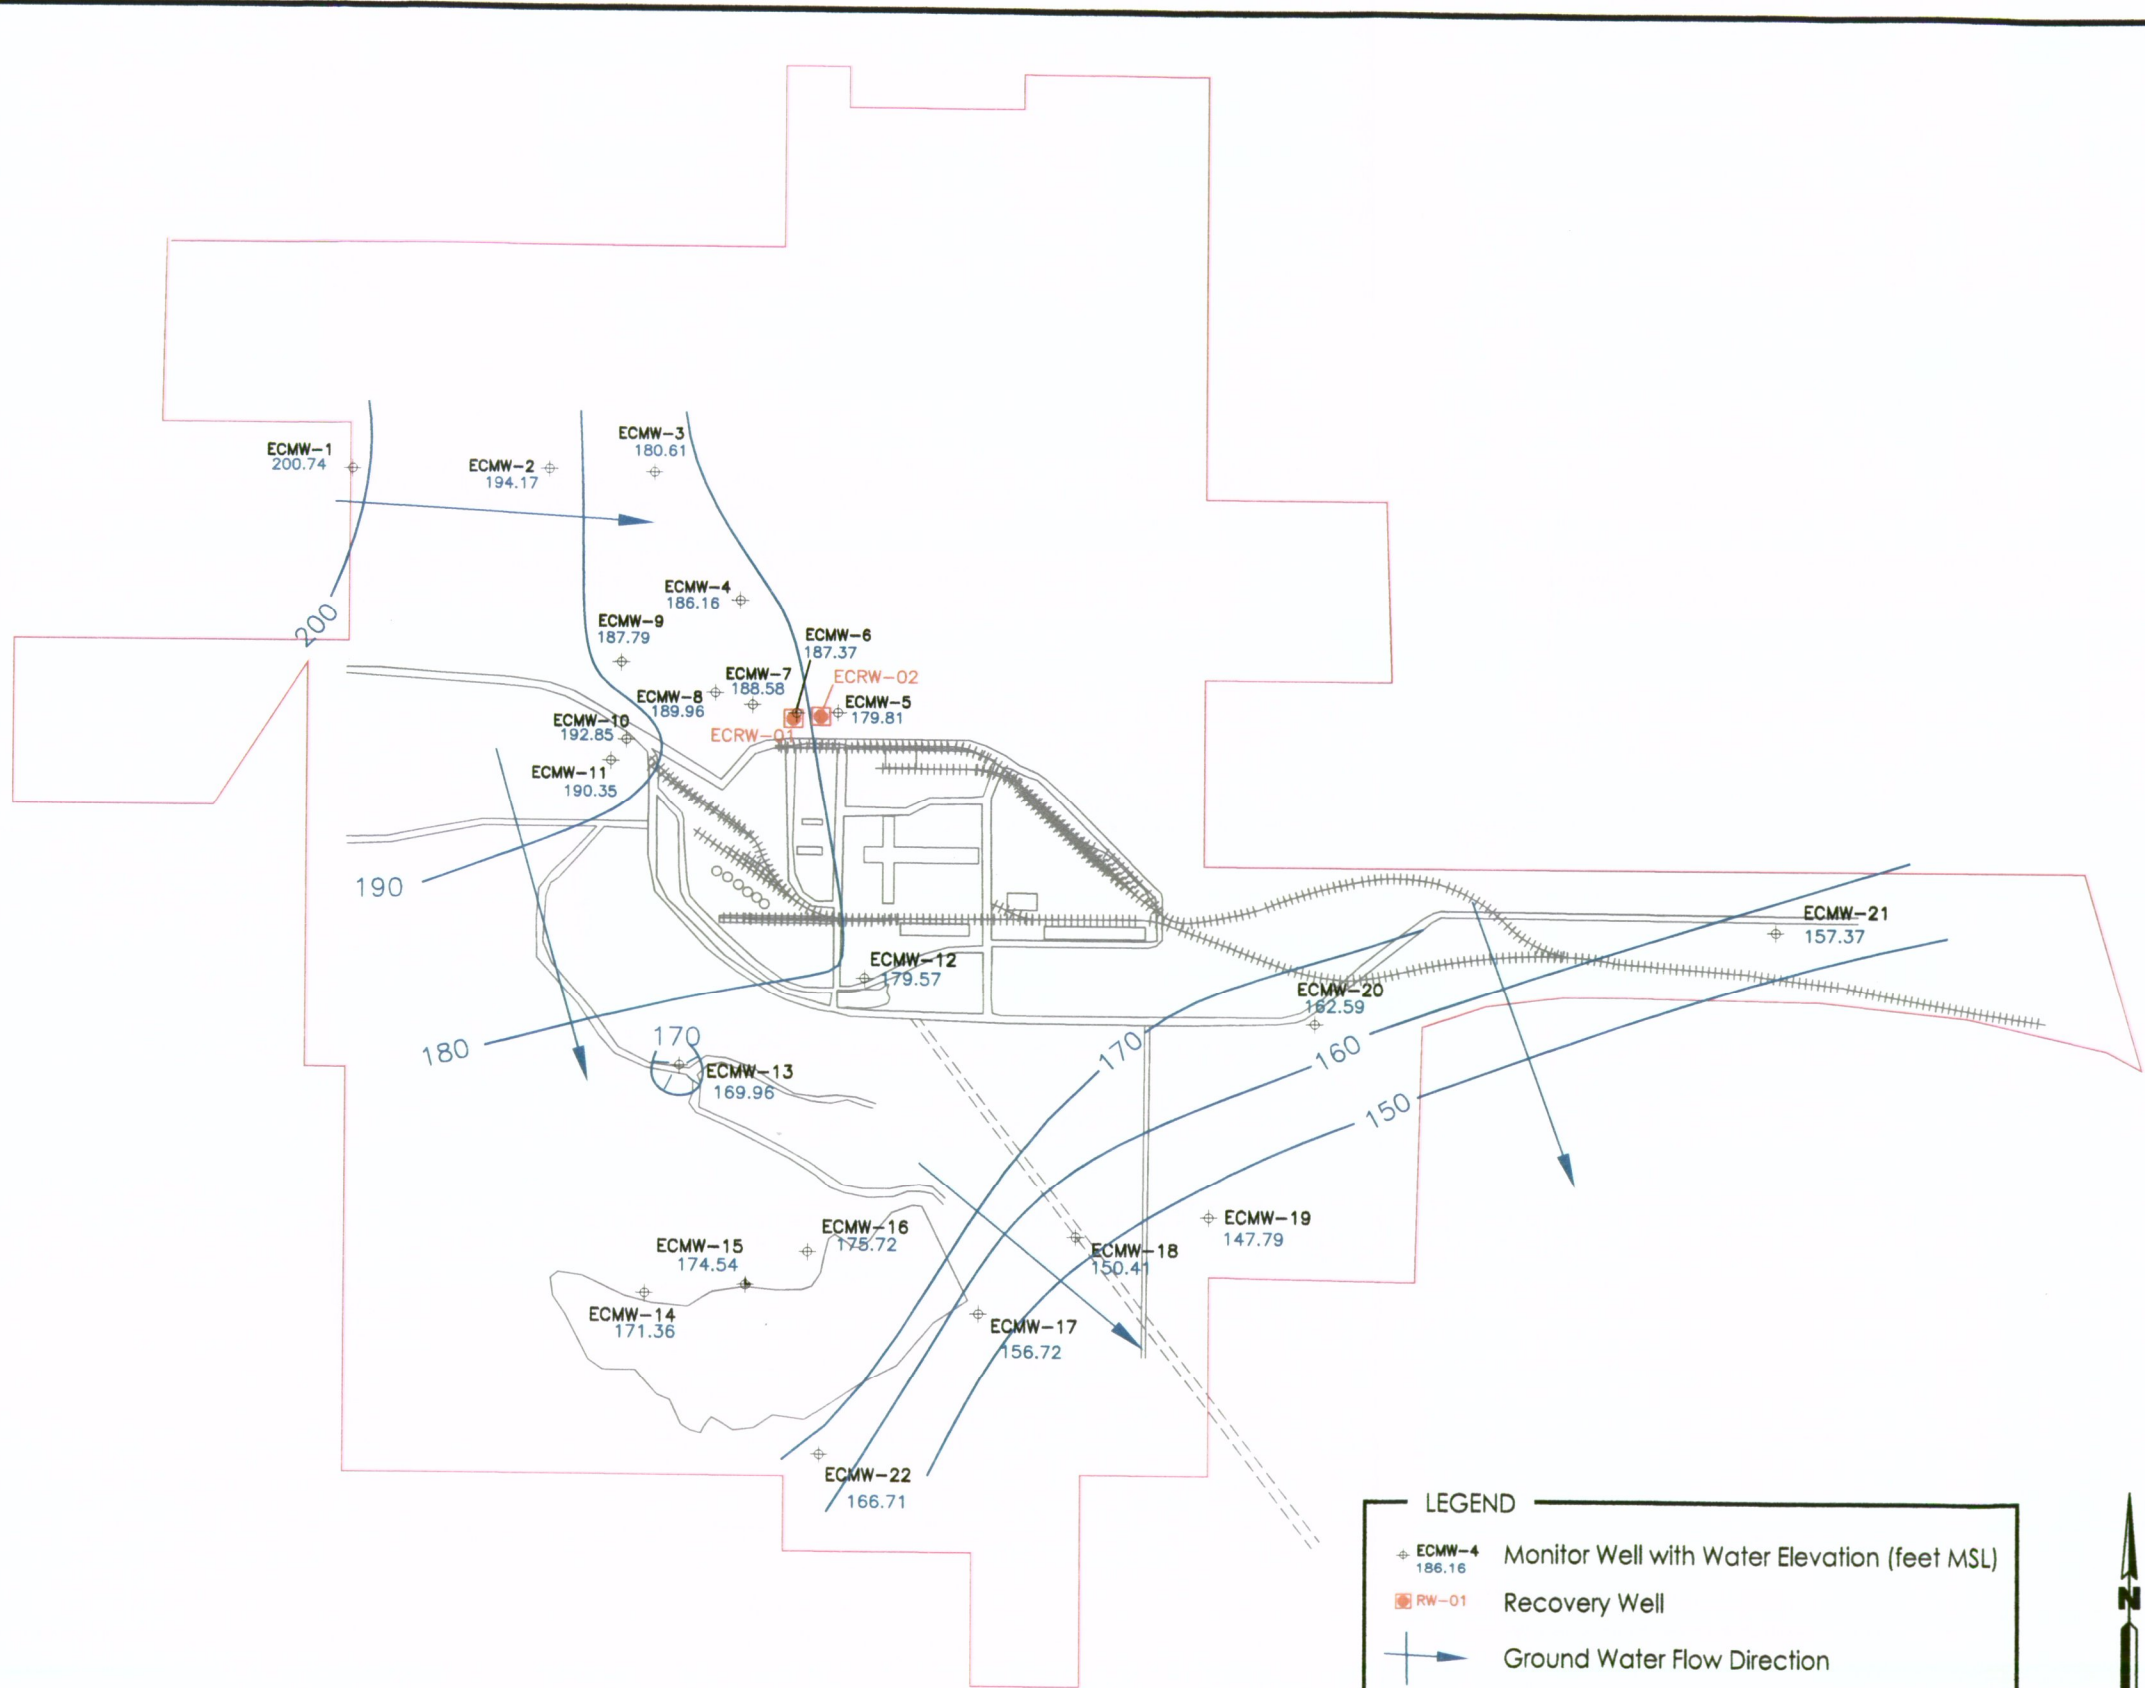 ECMW-1
200.74
ECMW-2
194.17
ECMW-3
180.61
ECMW-4
186.16
ECMW-9
187.79
ECMW-6
187.37
200
ECMW-7
188.58
ECRW-02
ECMW-8
189.96
ECMW-5
179.81
ECMW-10
192.85
ECRW-01
ECMW-11
190.35
190
ECMW-21
157.37
ECMW-12
179.57
ECMW-20
162.59
180
170
170
160
150
ECMW-13
169.96
ECMW-16
175.72
ECMW-15
174.54
ECMW-19
147.79
ECMW-18
150.41
ECMW-14
171.36
ECMW-17
156.72
ECMW-22
166.71
LEGEND
ECMW-4
186.16
Monitor Well with Water Elevation (feet MSL)
RW-01
Recovery Well
Ground Water Flow Direction
N